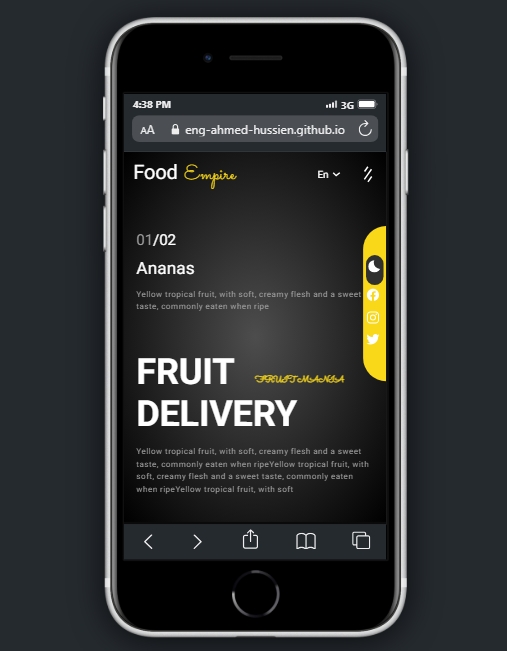 4:38 PM 3G
AA eng-ahmed-hussien.github.io
Food Empire En
01/02
Ananas
Yellow tropical fruit, with soft, creamy flesh and a sweet
taste, commonly eaten when ripe
FRUIT FRUITMANSA
DELIVERY
Yellow tropical fruit, with soft, creamy flesh and a sweet
taste, commonly eaten when ripeYellow tropical fruit, with
soft, creamy flesh and a sweet taste, commonly eaten
when ripeYellow tropical fruit, with soft